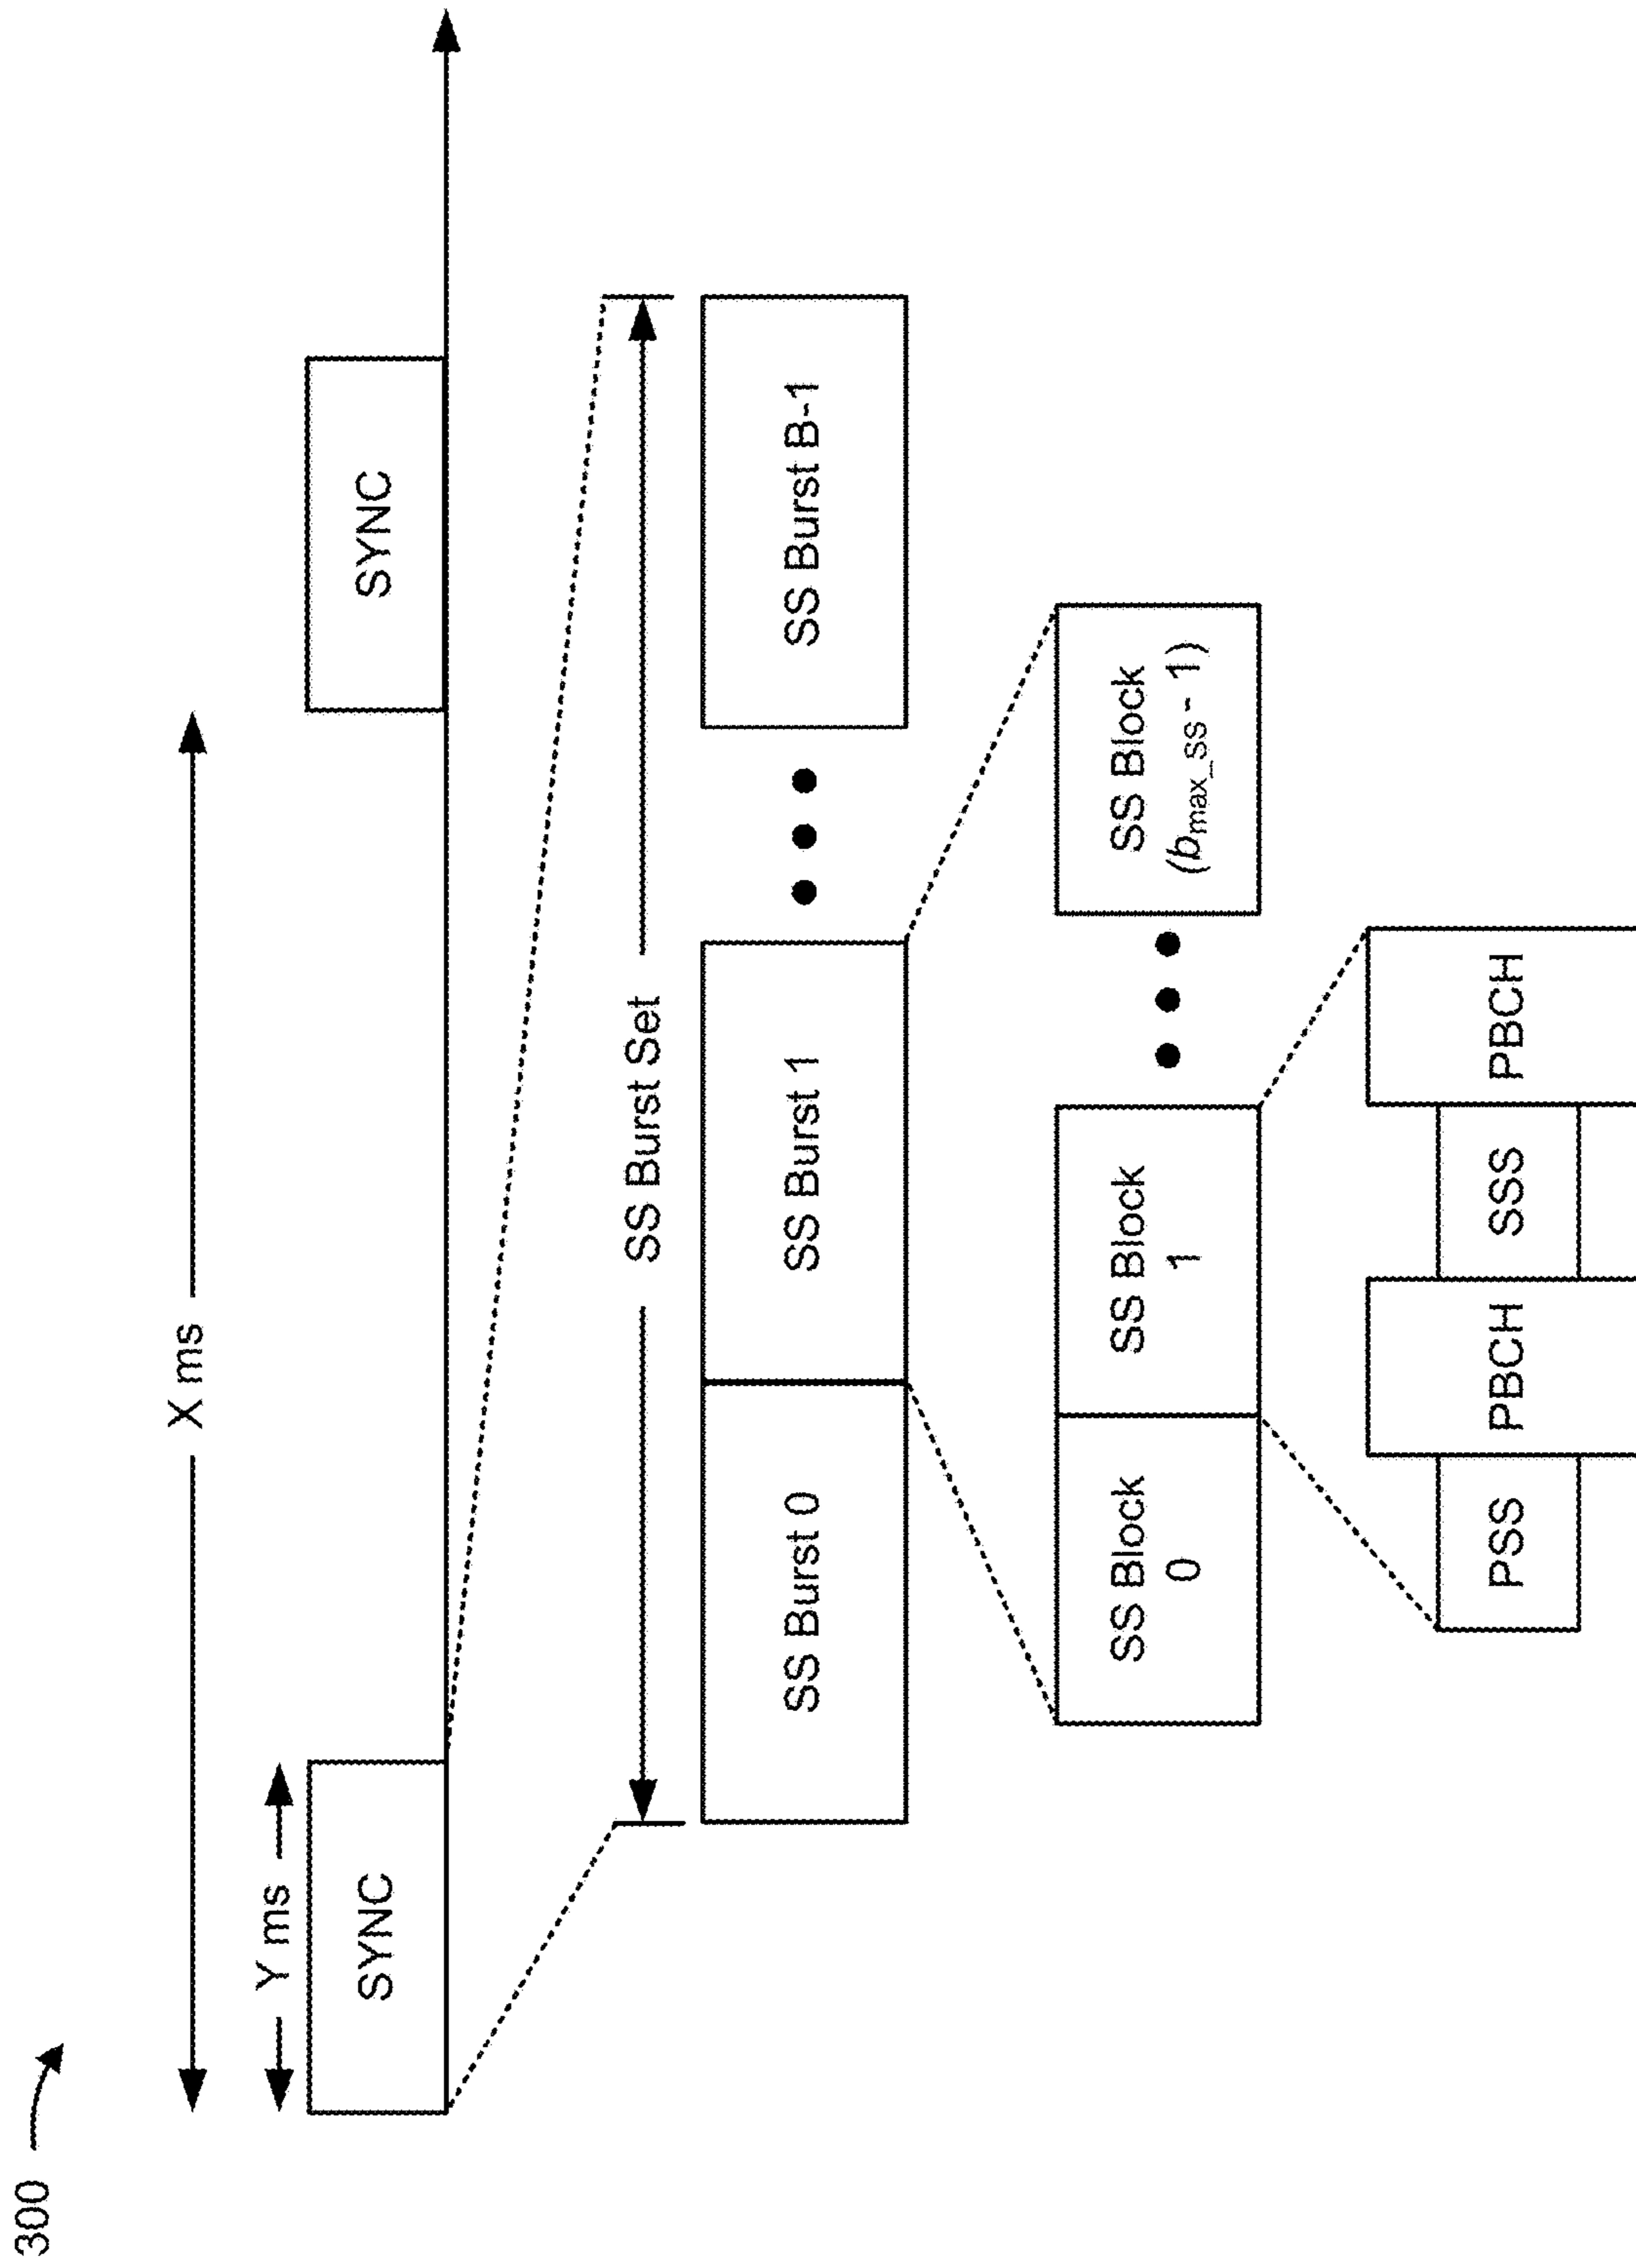 300
X ms
Y ms
SYNC
SYNC
SS Burst Set
SS Burst 0
SS Burst 1
SS Burst B-1
SS Block
0
SS Block
1
SS Block
(b_max_SS - 1)
PSS
PBCH
SSS
PBCH